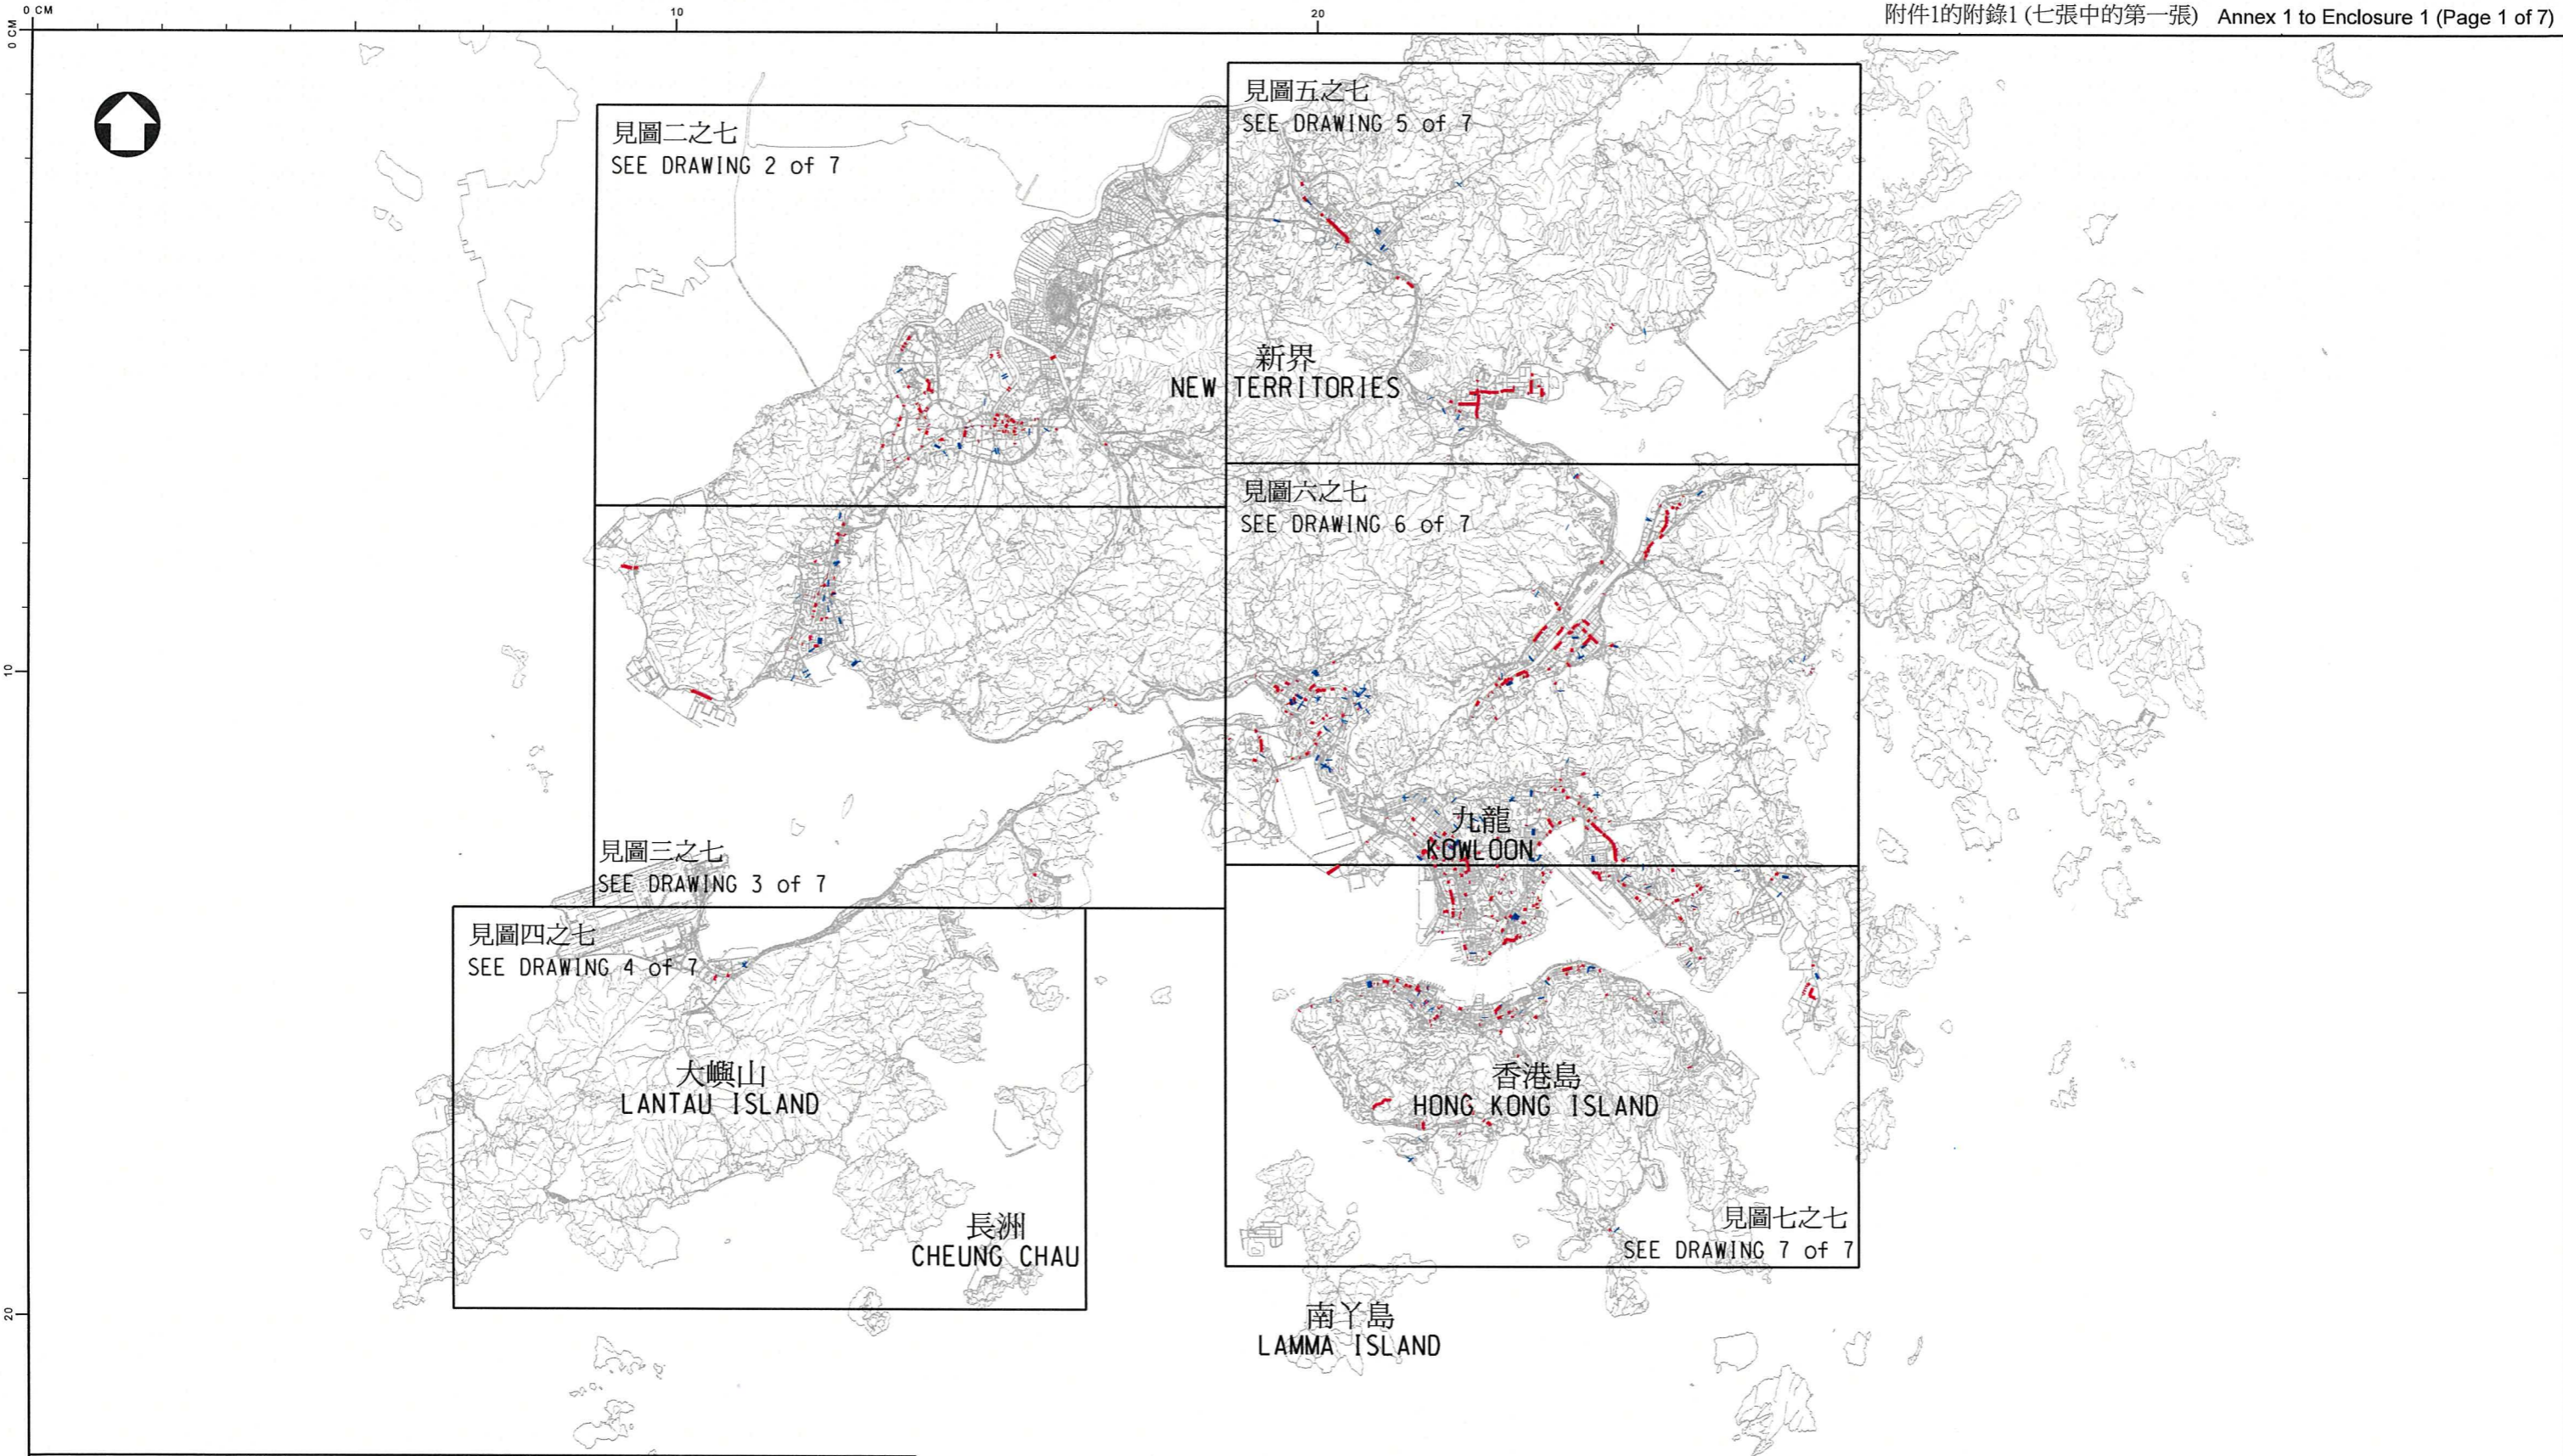 0 CM
10
20
附件1的附錄1 (七張中的第一張) Annex 1 to Enclosure 1 (Page 1 of 7)
0 CM
見圖五之七
SEE DRAWING 5 of 7
見圖二之七
SEE DRAWING 2 of 7
新界
NEW TERRITORIES
見圖六之七
SEE DRAWING 6 of 7
10
九龍
KOWLOON
見圖三之七
SEE DRAWING 3 of 7
見圖四之七
SEE DRAWING 4 of 7
大嶼山
LANTAU ISLAND
香港島
HONG KONG ISLAND
長洲
CHEUNG CHAU
見圖七之七
SEE DRAWING 7 of 7
20
南丫島
LAMMA ISLAND